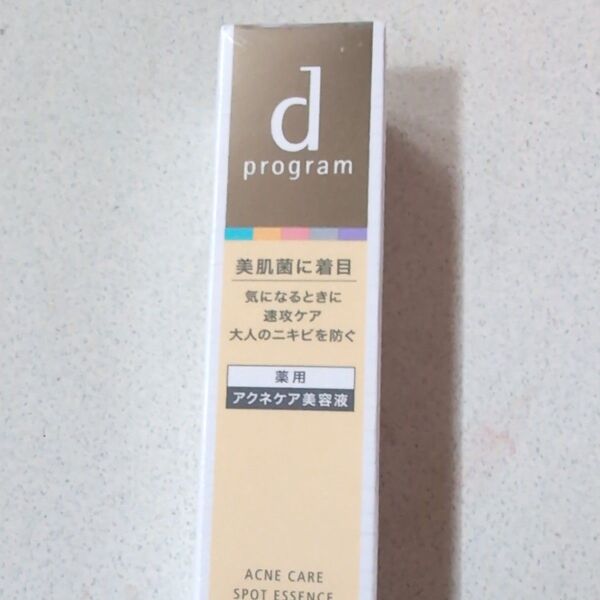 d
program
美肌菌に着目
気になるときに
速攻ケア
大人のニキビを防ぐ
薬用
アクネケア美容液
ACNE CARE
SPOT ESSENCE